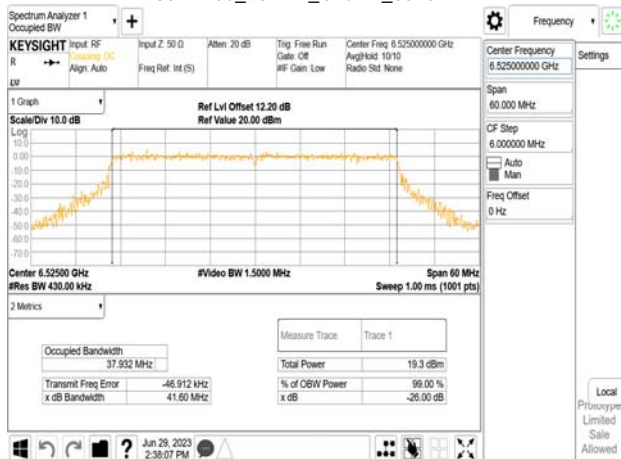 Spectrum Analyzer 1
Occupied BW
+
Frequency
KEYSIGHT
R
LXI
Input: RF
Coupling: DC
Align: Auto
Input Z: 50 Ω
Freq Ref: Int (S)
Atten: 20 dB
Trig: Free Run
Gate: Off
#IF Gain: Low
Center Freq: 6.525000000 GHz
Avg|Hold: 10/10
Radio Std: None
Center Frequency
6.525000000 GHz
Settings
Span
60.000 MHz
CF Step
6.000000 MHz
Auto
Man
Freq Offset
0 Hz
1 Graph
Scale/Div 10.0 dB
Ref Lvl Offset 12.20 dB
Ref Value 20.00 dBm
Log
10.0
0.00
-10.0
-20.0
-30.0
-40.0
-50.0
-60.0
-70.0
Center 6.52500 GHz
#Res BW 430.00 kHz
#Video BW 1.5000 MHz
Span 60 MHz
Sweep 1.00 ms (1001 pts)
2 Metrics
Measure Trace
Trace 1
Occupied Bandwidth
37.932 MHz
Total Power
19.3 dBm
Transmit Freq Error
-46.912 kHz
% of OBW Power
99.00 %
x dB Bandwidth
41.60 MHz
x dB
-26.00 dB
Local
Prototype
Limited
Sale
Allowed
?
Jun 29, 2023
2:38:07 PM